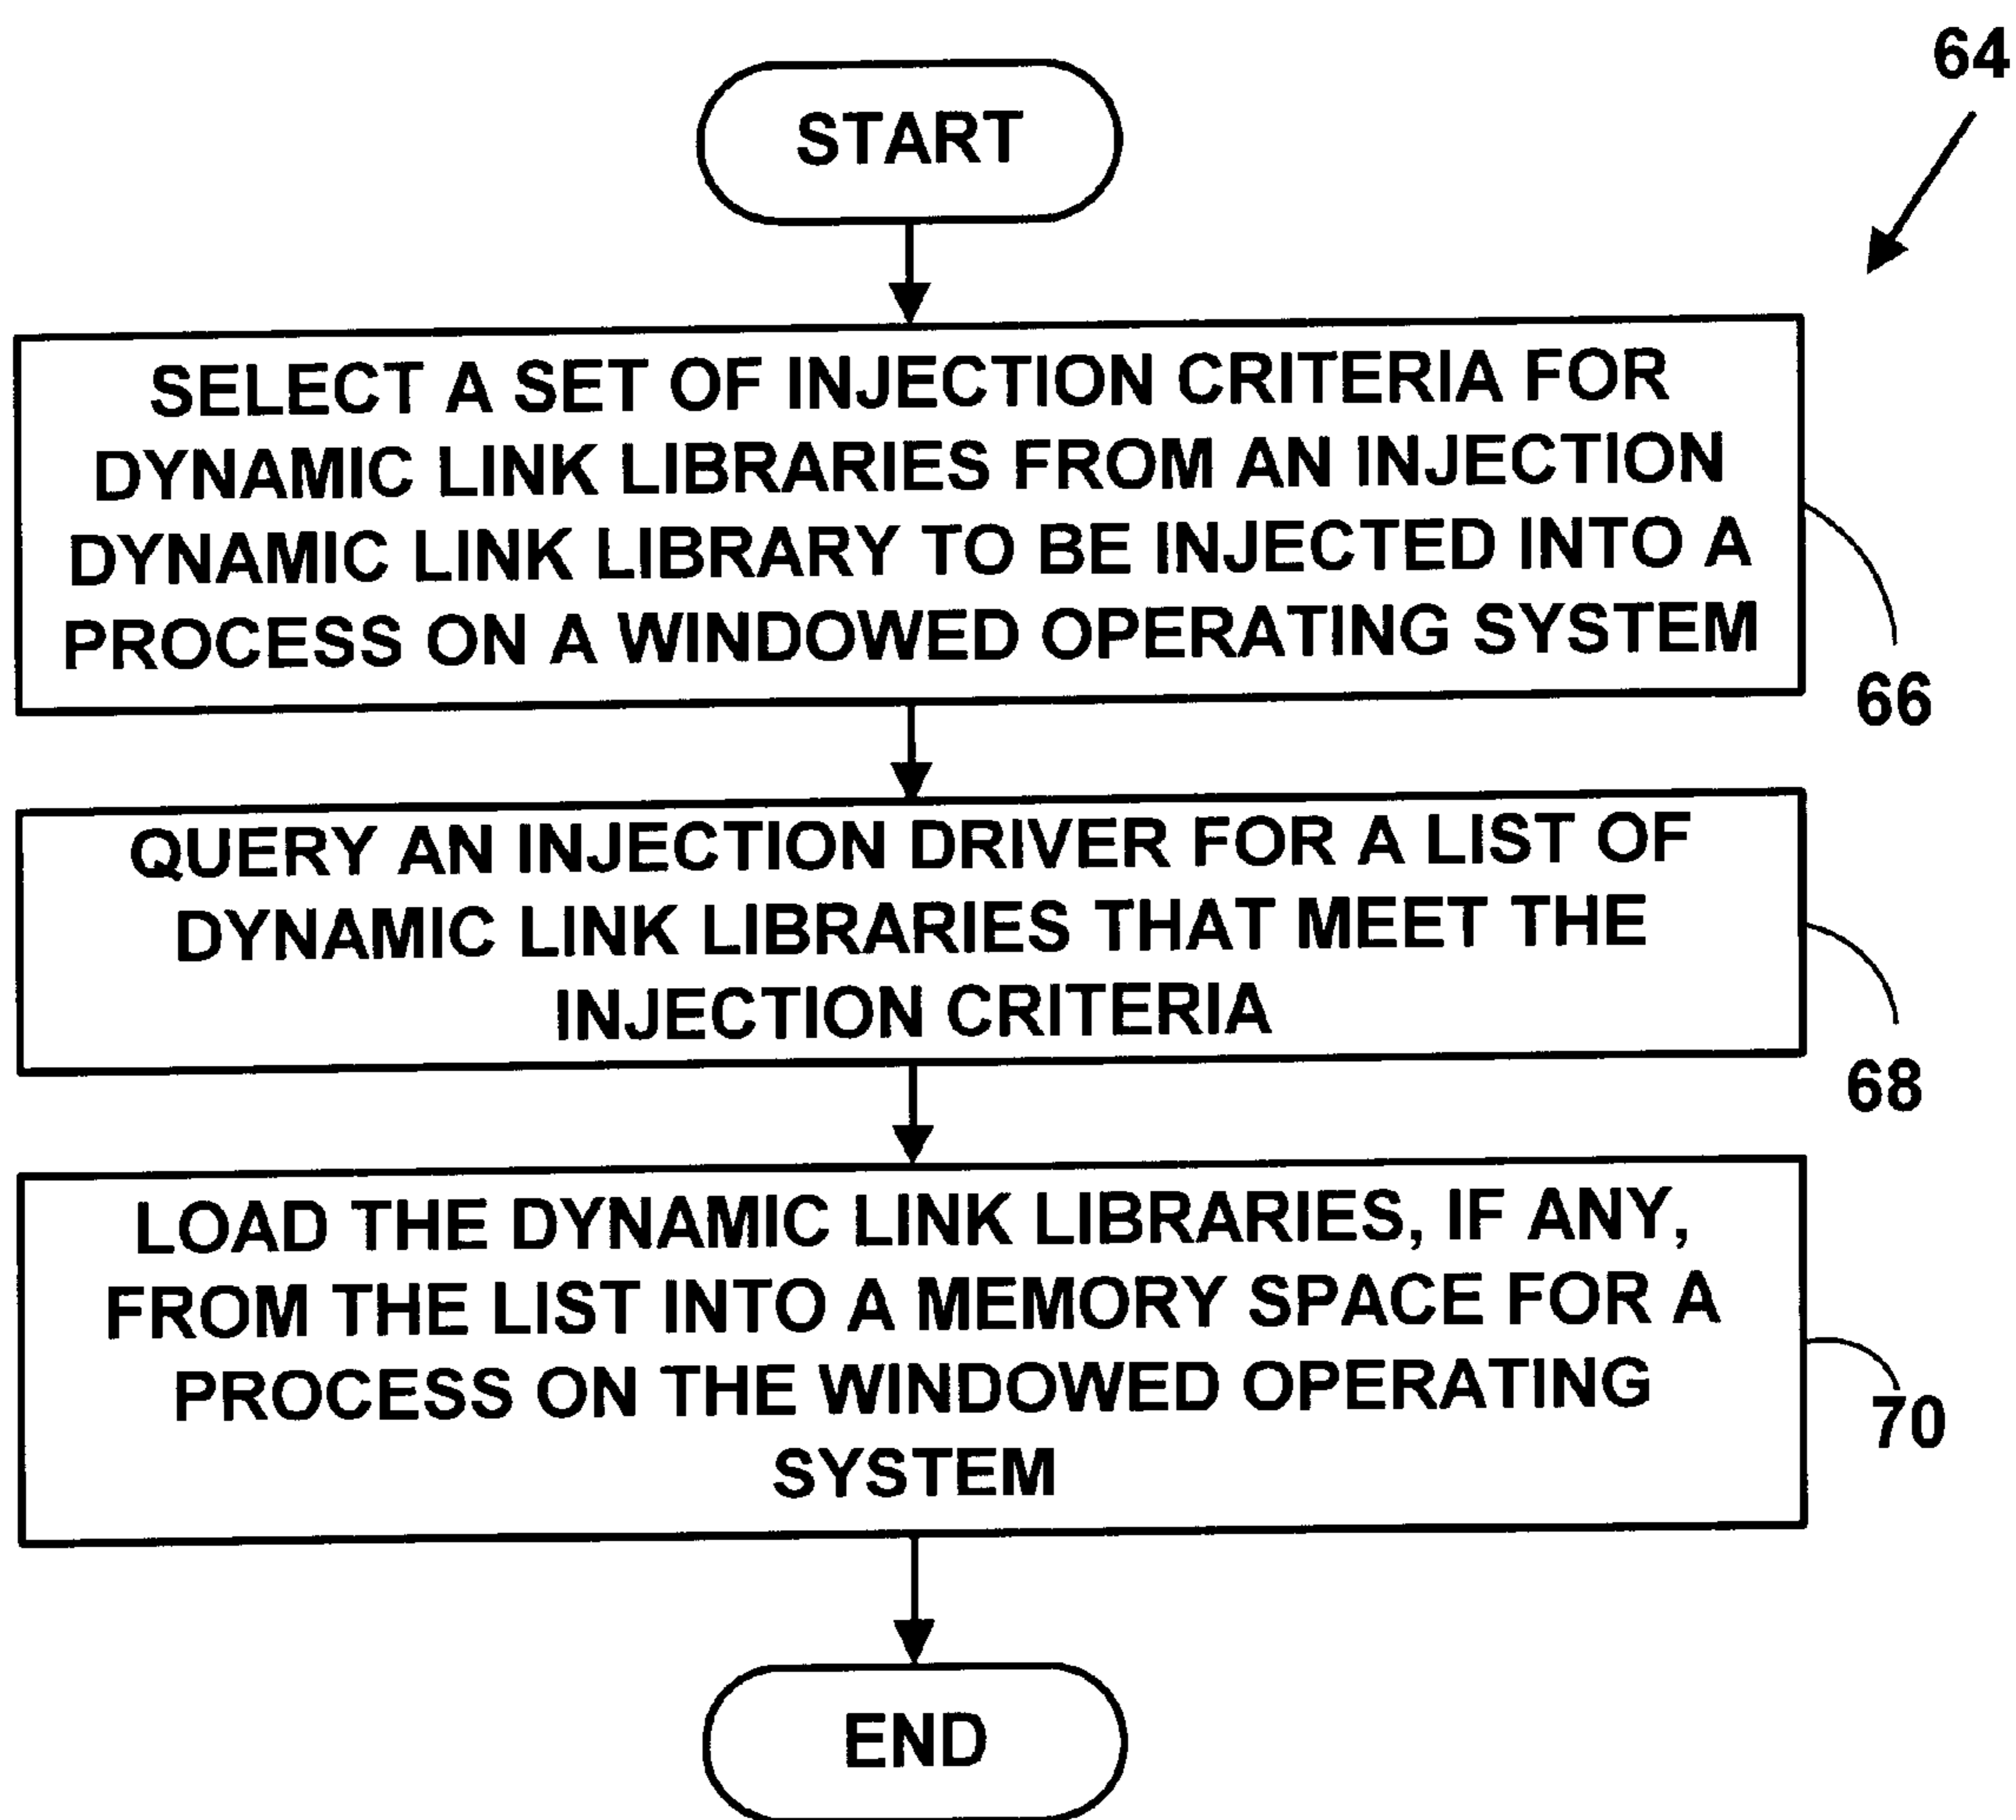 64
START
SELECT A SET OF INJECTION CRITERIA FOR
DYNAMIC LINK LIBRARIES FROM AN INJECTION
DYNAMIC LINK LIBRARY TO BE INJECTED INTO A
PROCESS ON A WINDOWED OPERATING SYSTEM
66
QUERY AN INJECTION DRIVER FOR A LIST OF
DYNAMIC LINK LIBRARIES THAT MEET THE
INJECTION CRITERIA
68
LOAD THE DYNAMIC LINK LIBRARIES, IF ANY,
FROM THE LIST INTO A MEMORY SPACE FOR A
PROCESS ON THE WINDOWED OPERATING
SYSTEM
70
END